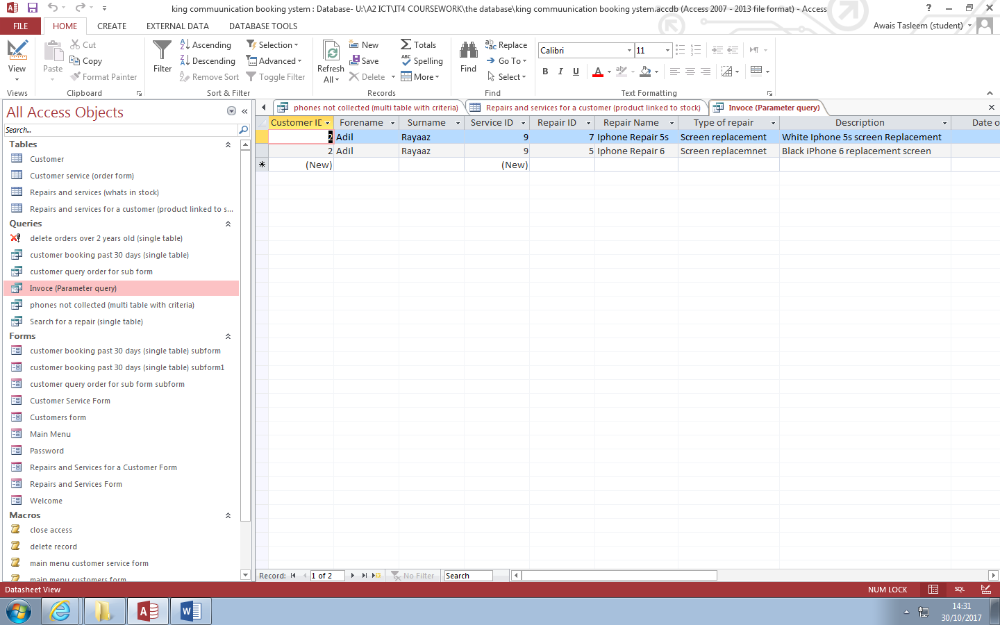 king commuunication booking ystem : Database- U:\A2 ICT\IT4 COURSEWORK\the database\king commuunication booking ystem.accdb (Access 2007 - 2013 file format) - Access
FILE HOME CREATE EXTERNAL DATA DATABASE TOOLS Awais Tasleem (student)
View
Views
Paste
Cut
Copy
Format Painter
Clipboard
Filter
Ascending
Descending
Remove Sort
Selection
Advanced
Toggle Filter
Sort & Filter
Refresh
All
New
Save
Delete
Totals
Spelling
More
Records
Find
Replace
Go To
Select
Find
Calibri 11
B I U A
Text Formatting
All Access Objects
Search...
Tables
Customer
Customer service (order form)
Repairs and services (whats in stock)
Repairs and services for a customer (product linked to s...
Queries
delete orders over 2 years old (single table)
customer booking past 30 days (single table)
customer query order for sub form
Invoce (Parameter query)
phones not collected (multi table with criteria)
Search for a repair (single table)
Forms
customer booking past 30 days (single table) subform
customer booking past 30 days (single table) subform1
customer query order for sub form subform
Customer Service Form
Customers form
Main Menu
Password
Repairs and Services for a Customer Form
Repairs and Services Form
Welcome
Macros
close access
delete record
main menu customer service form
main menu customers form
phones not collected (multi table with criteria) Repairs and services for a customer (product linked to stock) Invoce (Parameter query)
Customer ID Forename Surname Service ID Repair ID Repair Name Type of repair Description Date o
2 Adil Rayaaz 9 7 Iphone Repair 5s Screen replacement White Iphone 5s screen Replacement
2 Adil Rayaaz 9 5 Iphone Repair 6 Screen replacemnet Black iPhone 6 replacement screen
(New) (New)
Record: 1 of 2 No Filter Search
Datasheet View NUM LOCK SQL
14:31
30/10/2017